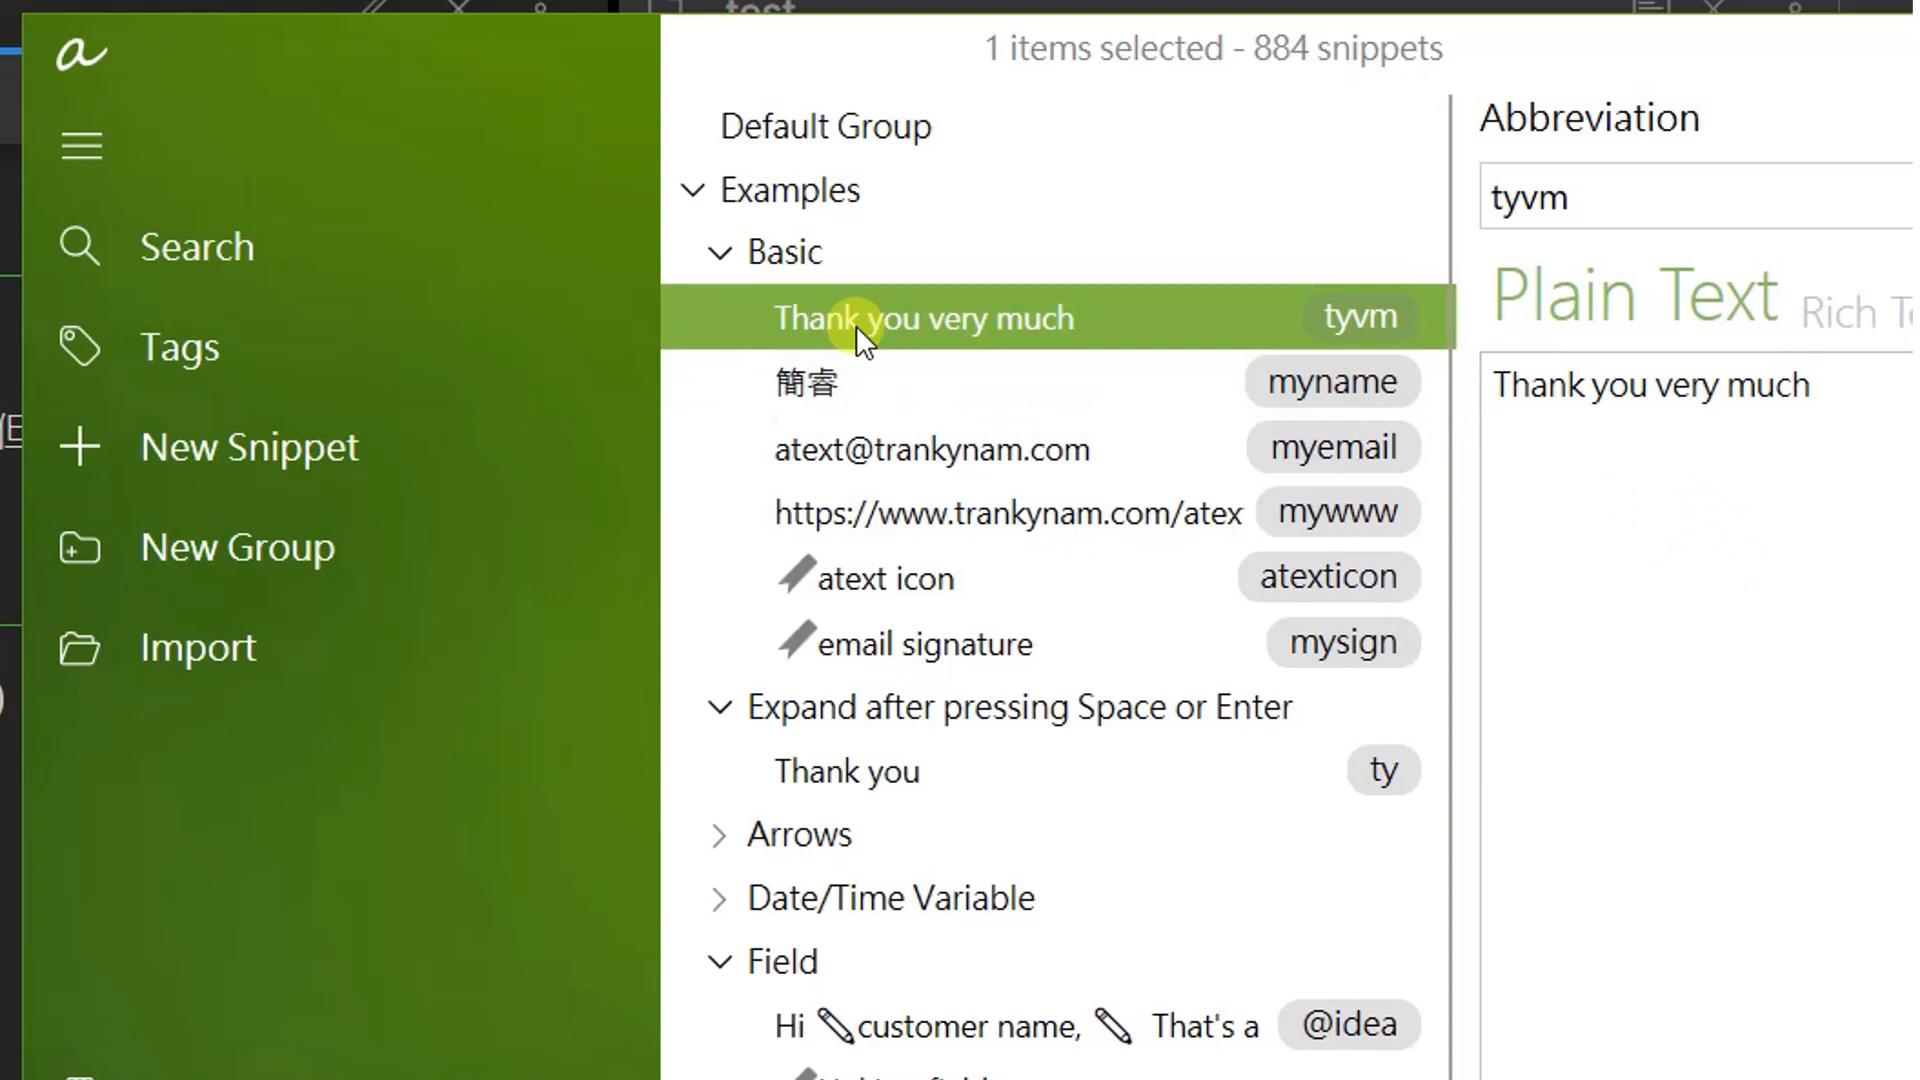 test
a
1 items selected - 884 snippets
Search
Tags
New Snippet
New Group
Import
Default Group
Examples
Basic
Thank you very much tyvm
簡睿 myname
atext@trankynam.com myemail
https://www.trankynam.com/atex mywww
atext icon atexticon
email signature mysign
Expand after pressing Space or Enter
Thank you ty
Arrows
Date/Time Variable
Field
Hi customer name, That's a @idea
Abbreviation
tyvm
Plain Text Rich Te
Thank you very much